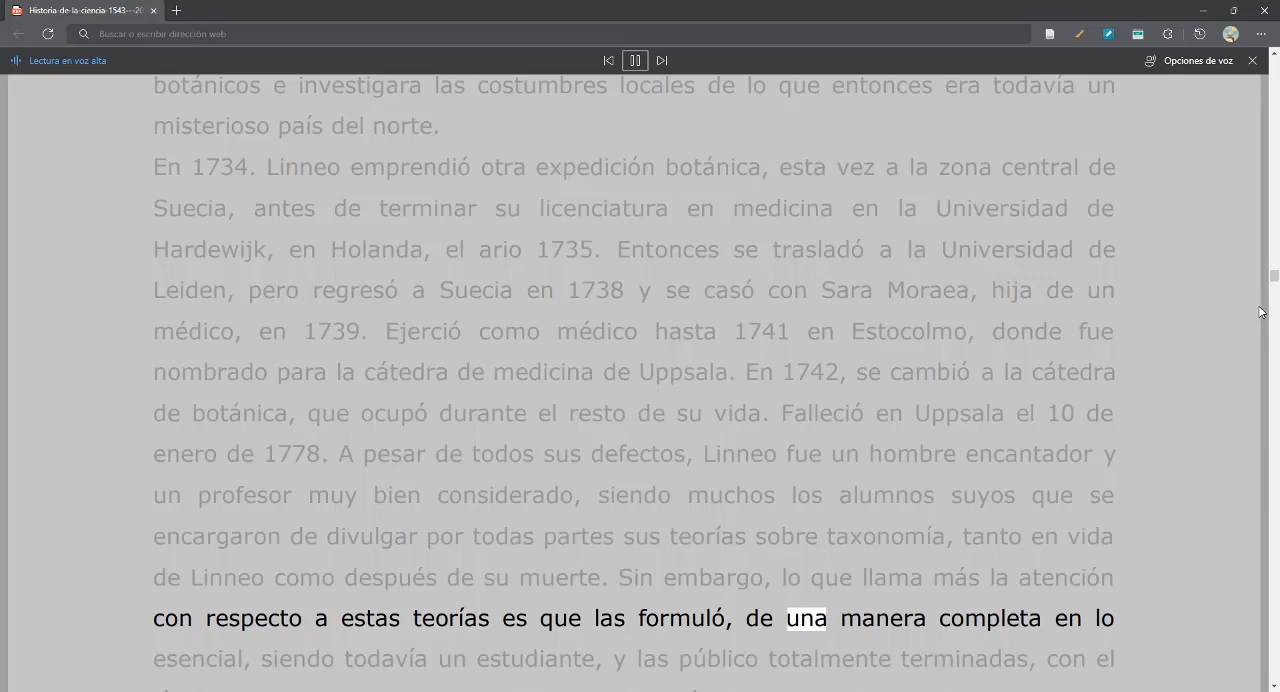 Historia-de-la-ciencia-1543---20
Buscar o escribir dirección web
Lectura en voz alta
Opciones de voz
botánicos e investigara las costumbres locales de lo que entonces era todavía un
misterioso país del norte.
En 1734. Linneo emprendió otra expedición botánica, esta vez a la zona central de
Suecia, antes de terminar su licenciatura en medicina en la Universidad de
Hardewijk, en Holanda, el ario 1735. Entonces se trasladó a la Universidad de
Leiden, pero regresó a Suecia en 1738 y se casó con Sara Moraea, hija de un
médico, en 1739. Ejerció como médico hasta 1741 en Estocolmo, donde fue
nombrado para la cátedra de medicina de Uppsala. En 1742, se cambió a la cátedra
de botánica, que ocupó durante el resto de su vida. Falleció en Uppsala el 10 de
enero de 1778. A pesar de todos sus defectos, Linneo fue un hombre encantador y
un profesor muy bien considerado, siendo muchos los alumnos suyos que se
encargaron de divulgar por todas partes sus teorías sobre taxonomía, tanto en vida
de Linneo como después de su muerte. Sin embargo, lo que llama más la atención
con respecto a estas teorías es que las formuló, de una manera completa en lo
esencial, siendo todavía un estudiante, y las público totalmente terminadas, con el